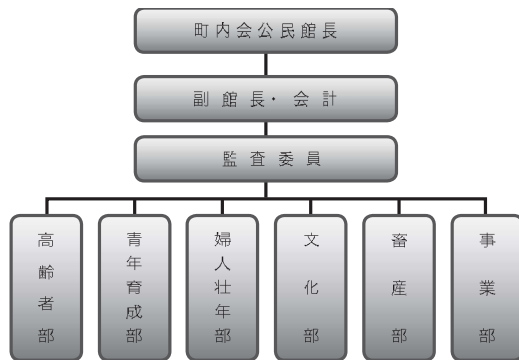 町内会公民館長
副館長・会計
監査委員
高齢者部
青年育成部
婦人壮年部
文化部
畜産部
事業部